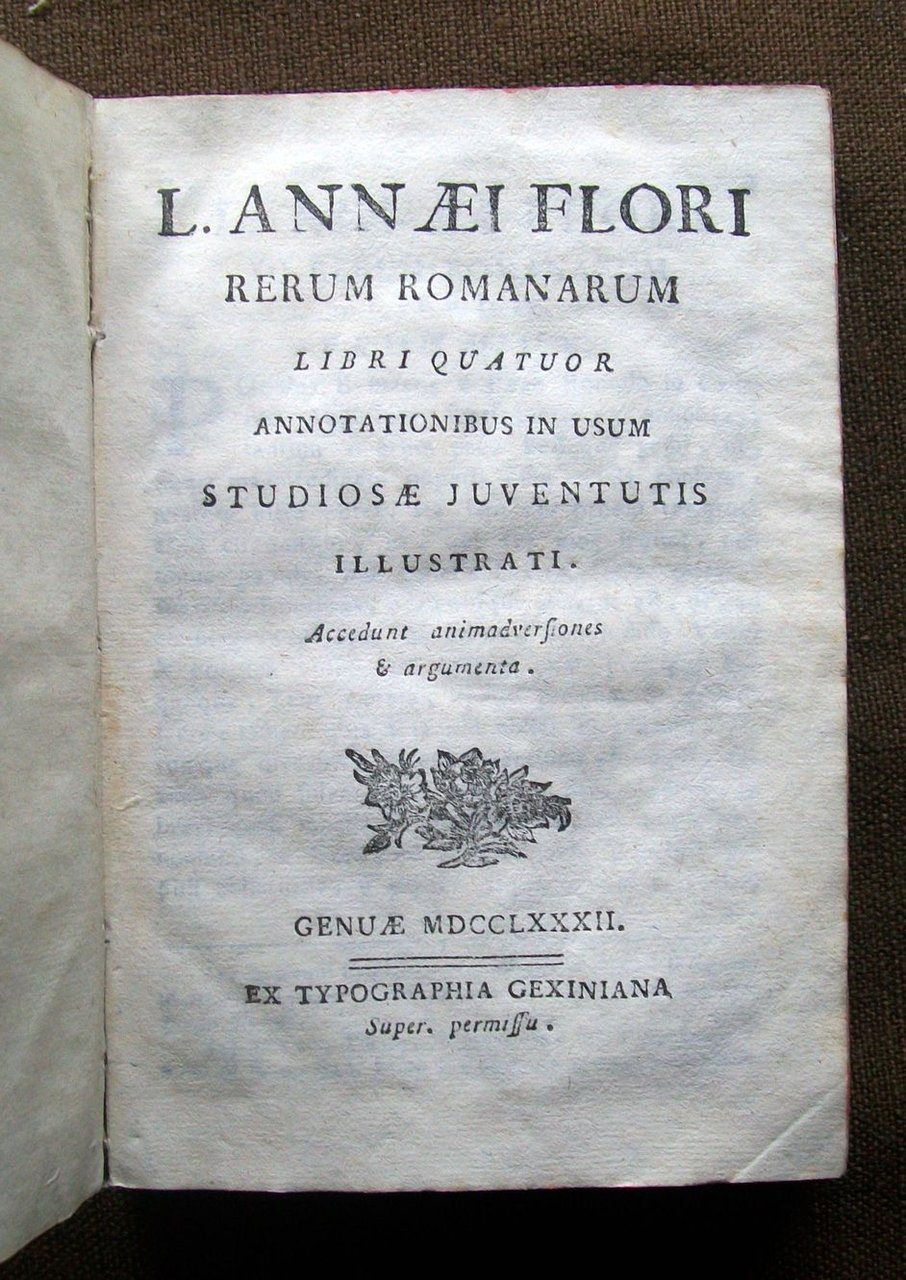 L. ANNÆI FLORI
RERUM ROMANARUM
LIBRI QUATUOR
ANNOTATIONIBUS IN USUM
STUDIOSÆ JUVENTUTIS
ILLUSTRATI.
Accedunt animadverſiones
& argumenta.
GENUÆ MDCCLXXXII.
EX TYPOGRAPHIA GEXINIANA
Super. permiſſu.